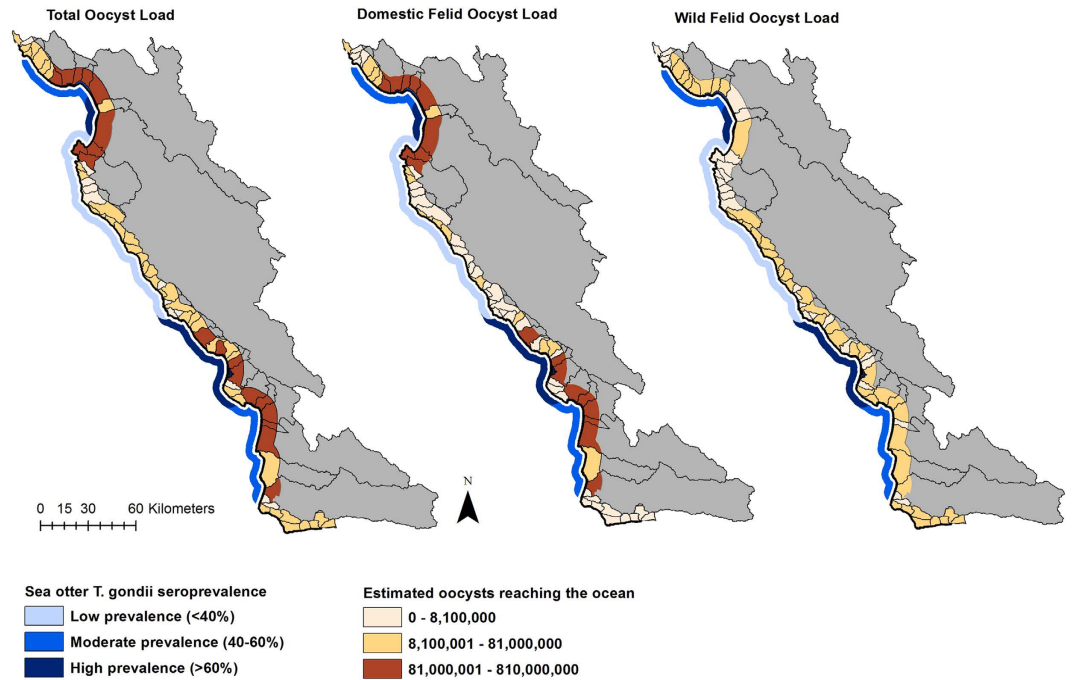 Total Oocyst Load
Domestic Felid Oocyst Load
Wild Felid Oocyst Load
N
0 15 30 60 Kilometers
Sea otter T. gondii seroprevalence
Low prevalence (<40%)
Moderate prevalence (40-60%)
High prevalence (>60%)
Estimated oocysts reaching the ocean
0 - 8,100,000
8,100,001 - 81,000,000
81,000,001 - 810,000,000